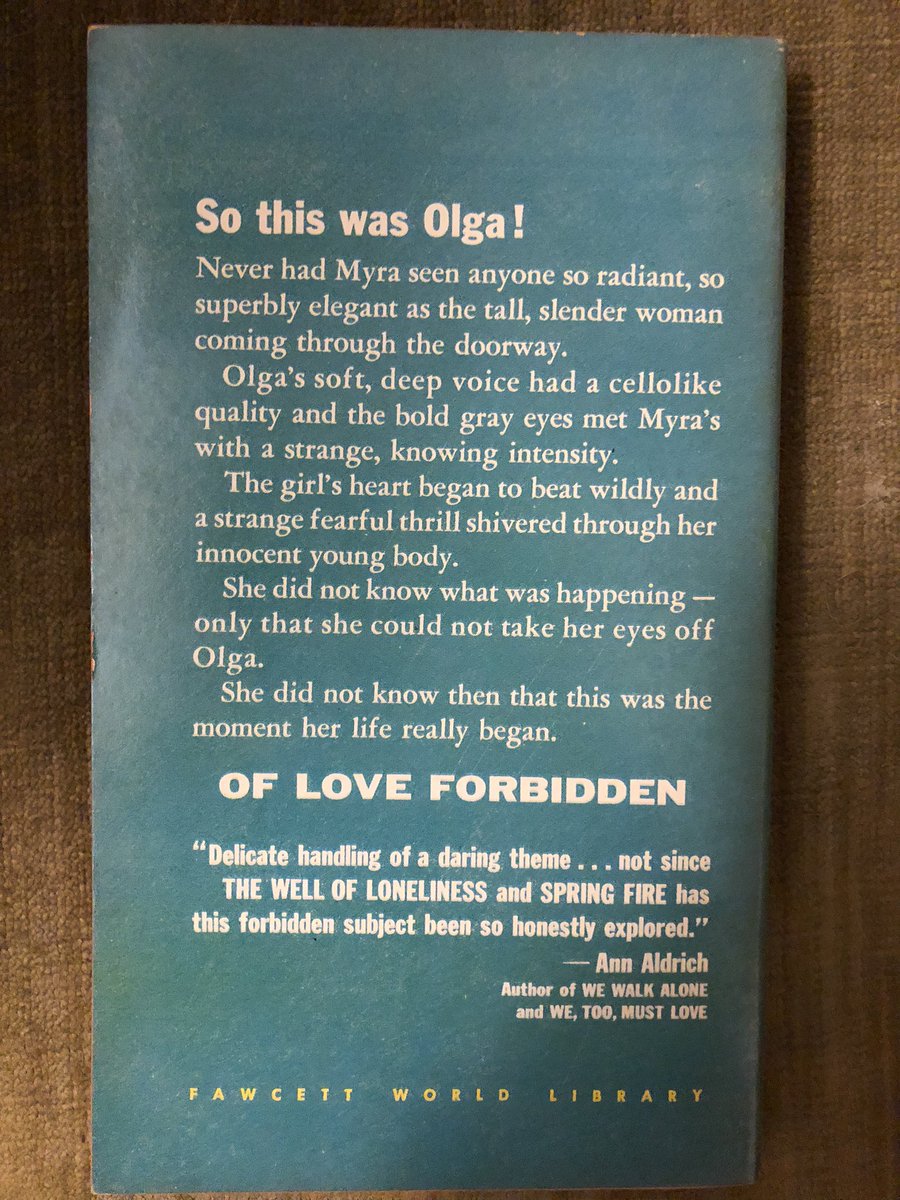 So this was Olga!
Never had Myra seen anyone so radiant, so
superbly elegant as the tall, slender woman
coming through the doorway.
Olga's soft, deep voice had a cellolike
quality and the bold gray eyes met Myra's
with a strange, knowing intensity.
The girl's heart began to beat wildly and
a strange fearful thrill shivered through her
innocent young body.
She did not know what was happening —
only that she could not take her eyes off
Olga.
She did not know then that this was the
moment her life really began.
OF LOVE FORBIDDEN
"Delicate handling of a daring theme . . . not since
THE WELL OF LONELINESS and SPRING FIRE has
this forbidden subject been so honestly explored."
— Ann Aldrich
Author of WE WALK ALONE
and WE, TOO, MUST LOVE
FAWCETT WORLD LIBRARY